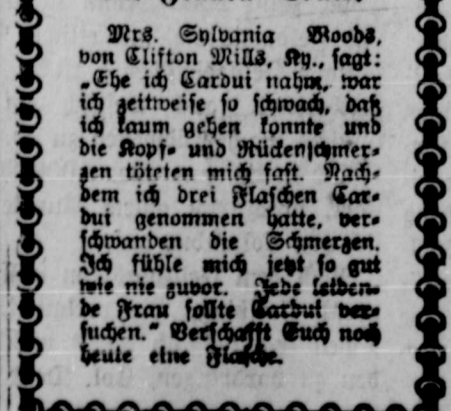 Mrs. Sylvania Woods,
von Clifton Mills, Ky., sagt:
„Ehe ich Cardui nahm, war
ich zeitweise so schwach, daß
ich kaum gehen konnte und
die Kopf- und Rückenschmer-
zen töteten mich fast. Nach-
dem ich drei Flaschen Car-
dui genommen hatte, ver-
schwanden die Schmerzen.
Ich fühle mich jetzt so gut
wie nie zuvor. Jede leiden-
de Frau sollte Cardui ver-
suchen.“ Verschafft Euch noch
heute eine Flasche.